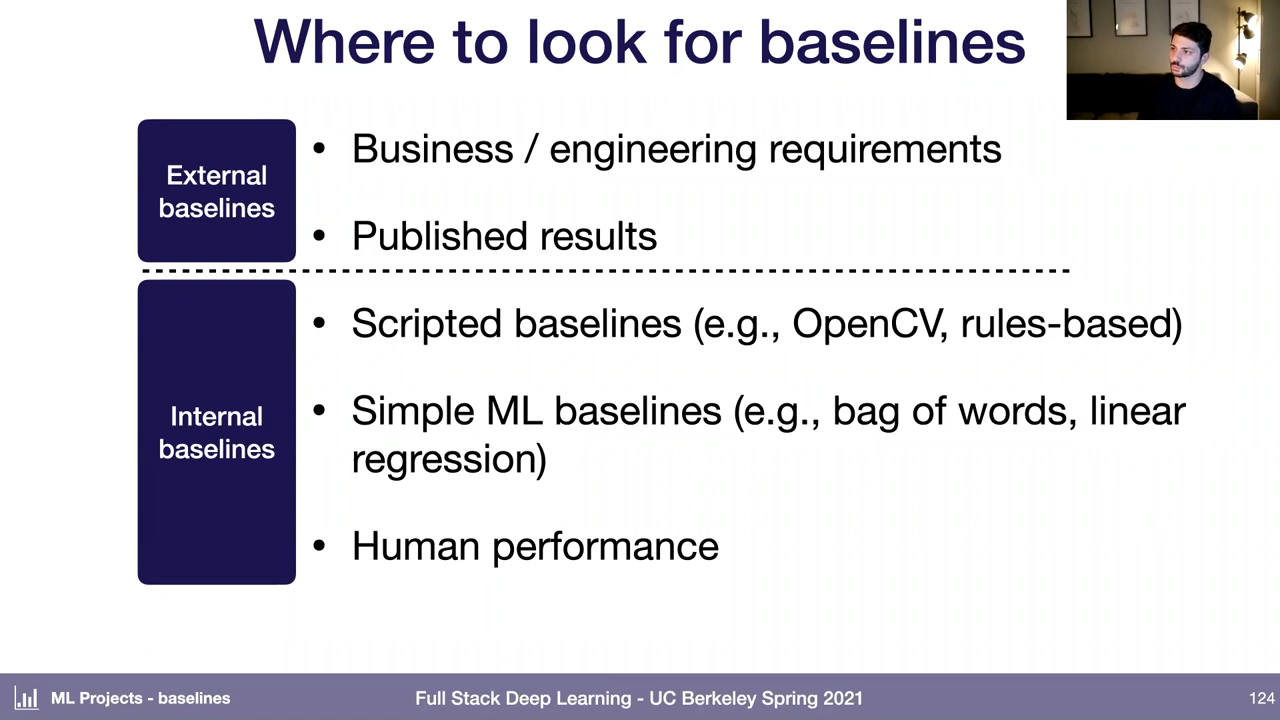 Where to look for baselines
External
baselines
• Business / engineering requirements
• Published results
Internal
baselines
• Scripted baselines (e.g., OpenCV, rules-based)
• Simple ML baselines (e.g., bag of words, linear
regression)
• Human performance
ML Projects - baselines
Full Stack Deep Learning - UC Berkeley Spring 2021
124